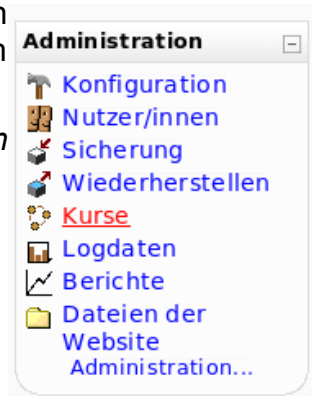 n
Administration
n
Konfiguration
Nutzer/innen
n
Sicherung
Wiederherstellen
Kurse
Logdaten
Berichte
Dateien der
Website
Administration...